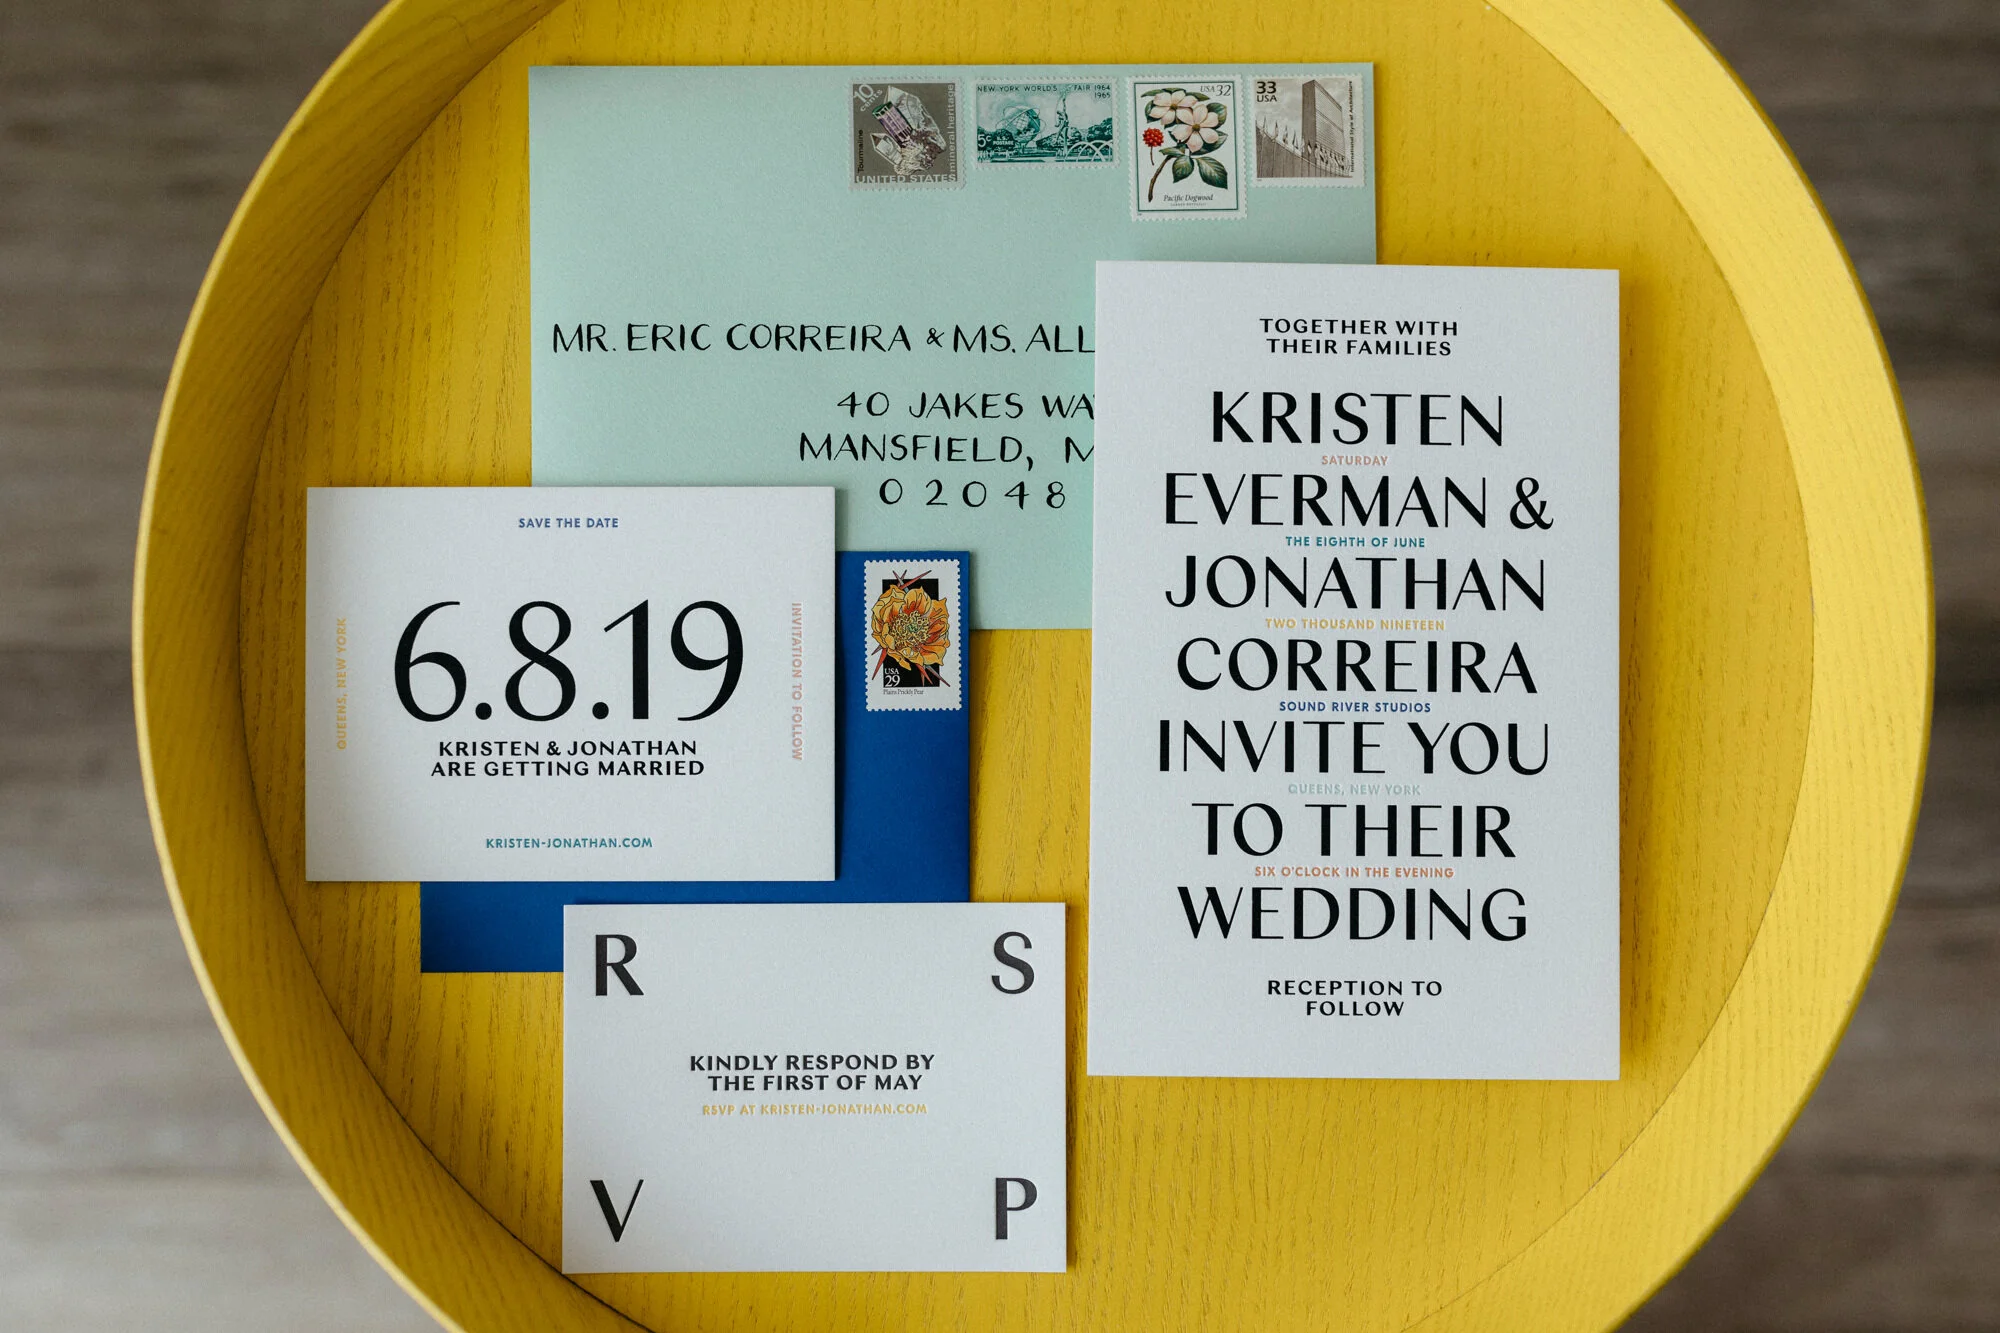 10 cents
Tourmaline
mineral heritage
UNITED STATES
NEW YORK WORLD'S FAIR 1964
1965
5c
POSTAGE
USA 32
Pacific Dogwood
33
USA
International Style of Architecture
MR. ERIC CORREIRA & MS. ALL
40 JAKES WA
MANSFIELD, M
02048
SAVE THE DATE
QUEENS, NEW YORK
6.8.19
INVITATION TO FOLLOW
KRISTEN & JONATHAN
ARE GETTING MARRIED
KRISTEN-JONATHAN.COM
USA
29
Plains Prickly Pear
R S
KINDLY RESPOND BY
THE FIRST OF MAY
RSVP AT KRISTEN-JONATHAN.COM
V P
TOGETHER WITH
THEIR FAMILIES
KRISTEN
SATURDAY
EVERMAN &
THE EIGHTH OF JUNE
JONATHAN
TWO THOUSAND NINETEEN
CORREIRA
SOUND RIVER STUDIOS
INVITE YOU
QUEENS, NEW YORK
TO THEIR
SIX O'CLOCK IN THE EVENING
WEDDING
RECEPTION TO
FOLLOW